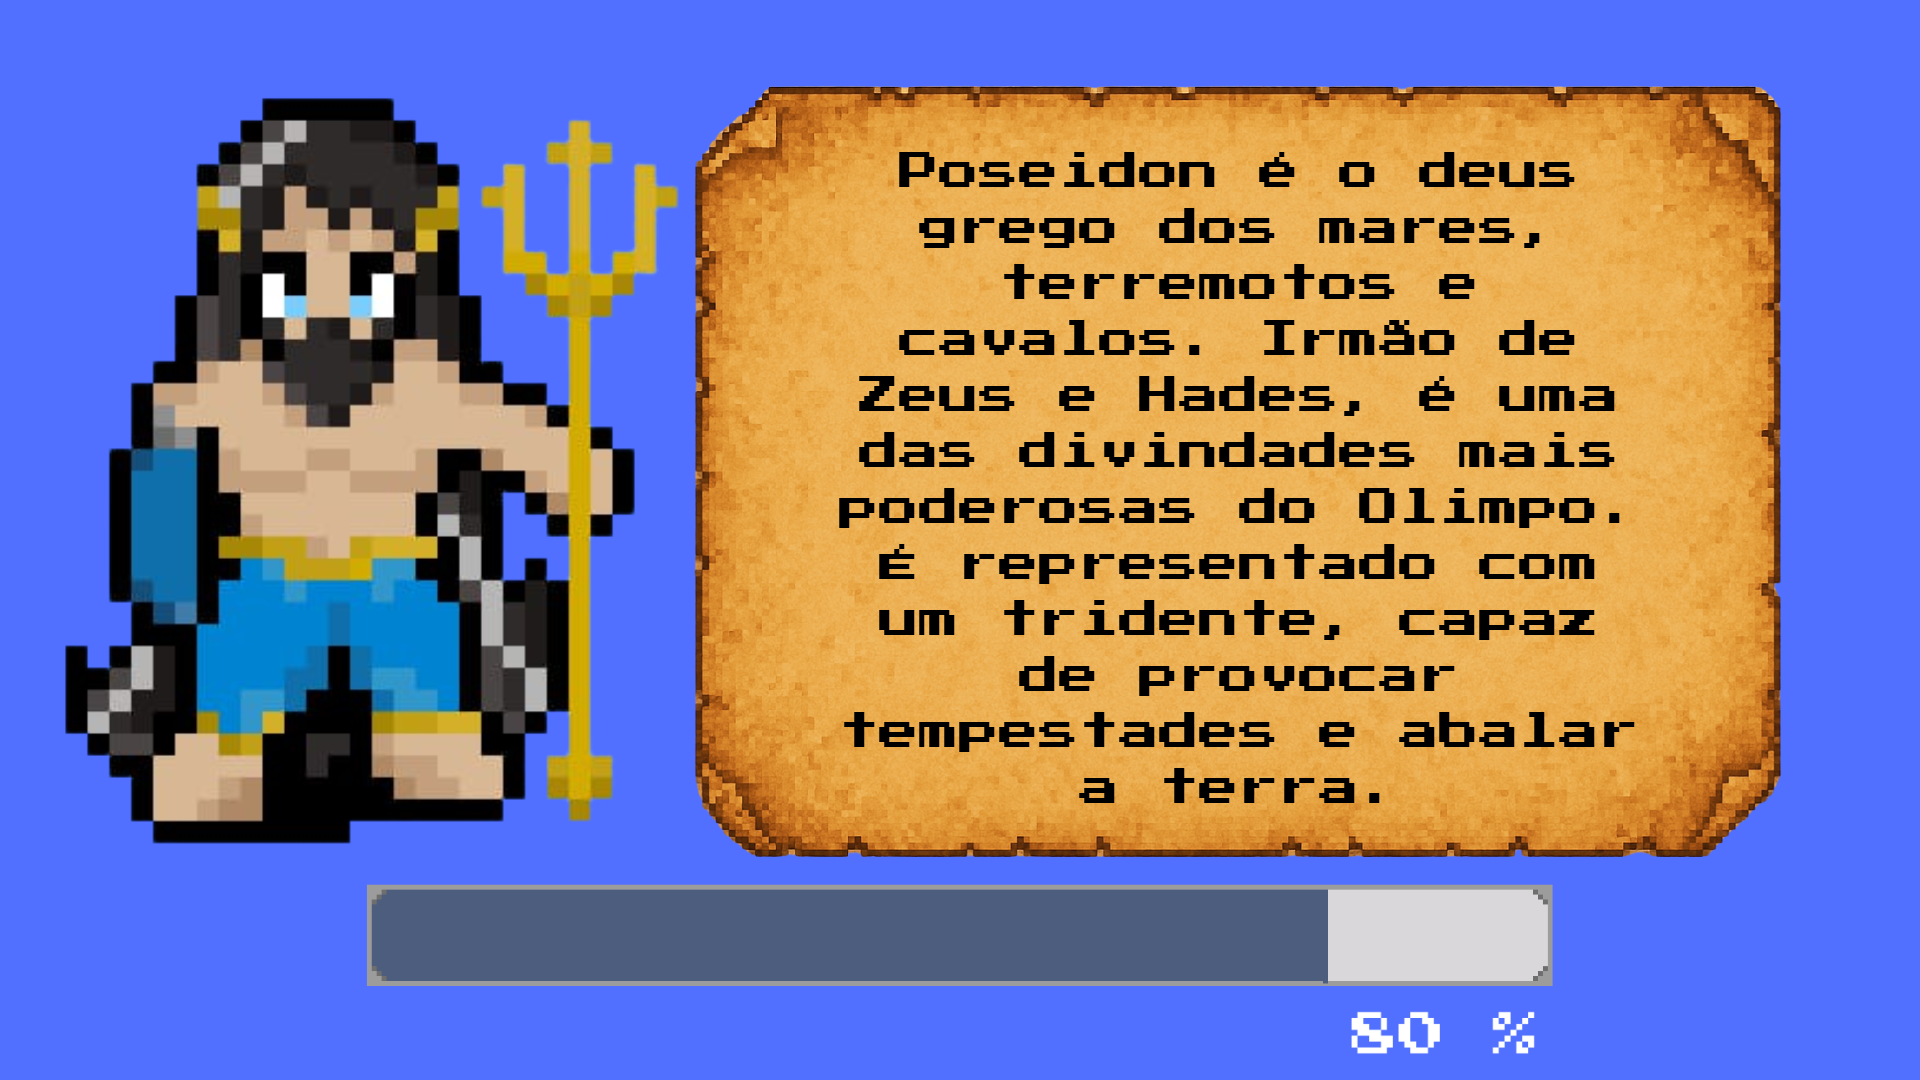 Poseidon é o deus
grego dos mares,
terremotos e
cavalos. Irmão de
Zeus e Hades, é uma
das divindades mais
poderosas do Olimpo.
É representado com
um tridente, capaz
de provocar
tempestades e abalar
a terra.
80 %